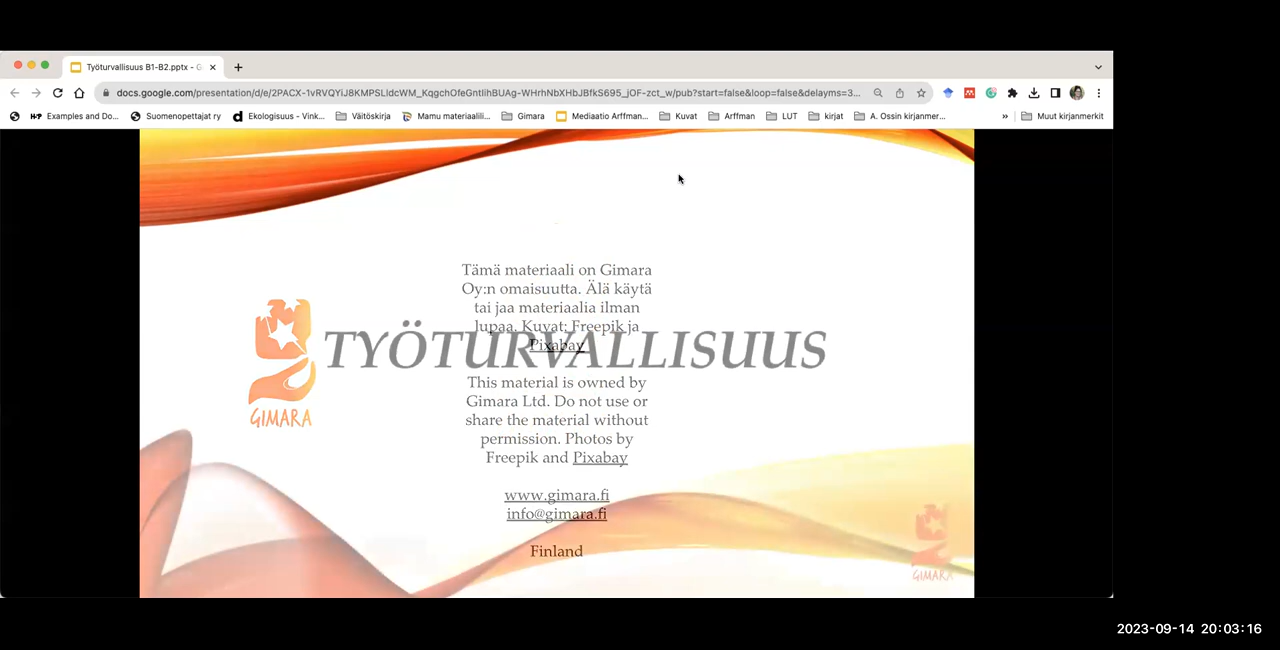 Työturvallisuus B1-B2.pptx - G
docs.google.com/presentation/d/e/2PACX-1vRVQYiJ8KMPSLidcWM_KqgchOfeGntIihBUAg-WHrhNbXHbJBfkS695_jOF-zct_w/pub?start=false&loop=false&delayms=3...
Examples and Do... Suomenopettajat ry Ekologisuus - Vink... Väitöskirja Mamu materiaalii... Gimara Mediaatio Arffman... Kuvat Arffman LUT kirjat A. Ossin kirjanmer... » Muut kirjanmerkit
Tämä materiaali on Gimara
Oy:n omaisuutta. Älä käytä
tai jaa materiaalia ilman
lupaa. Kuvat: Freepik ja
Pixabay
TYÖTURVALLISUUS
GIMARA
This material is owned by
Gimara Ltd. Do not use or
share the material without
permission. Photos by
Freepik and Pixabay
www.gimara.fi
info@gimara.fi
Finland
GIMARA
2023-09-14 20:03:16